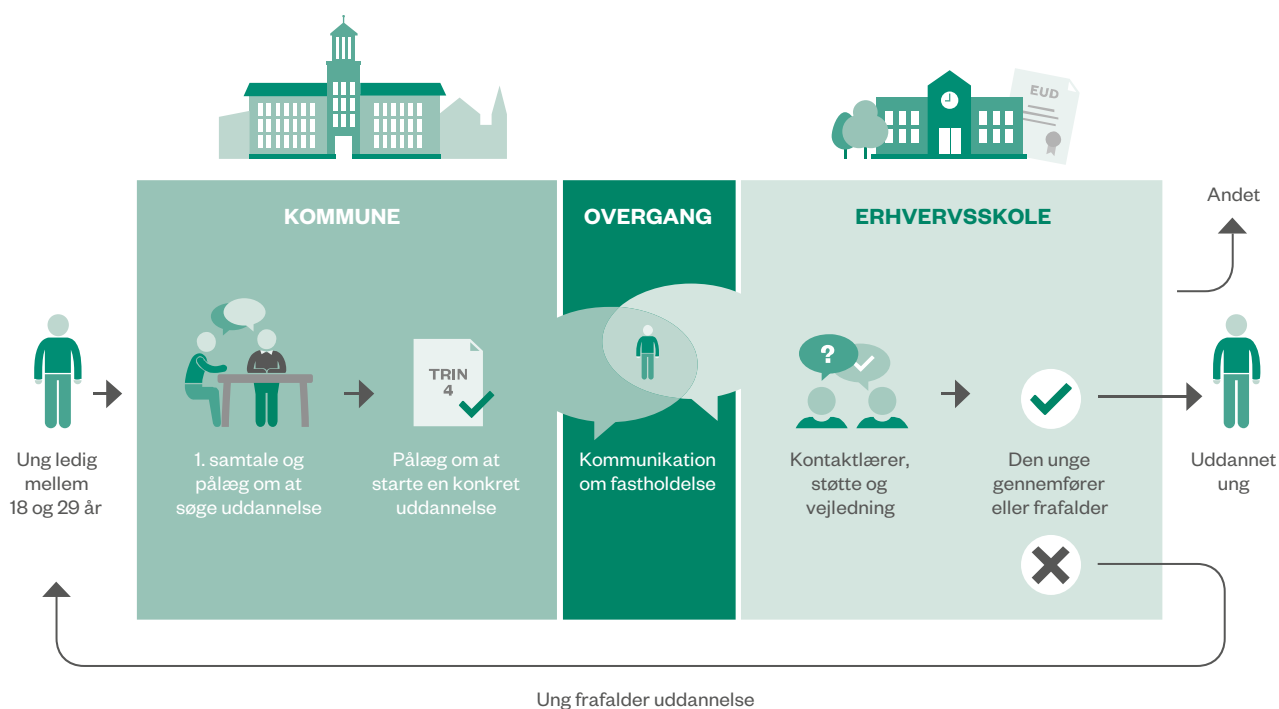 EUD
KOMMUNE
OVERGANG
ERHVERVSSKOLE
Andet
?
TRIN
4
Ung ledig
mellem
18 og 29 år
1. samtale og
pålæg om at
søge uddannelse
Pålæg om at
starte en konkret
uddannelse
Kommunikation
om fastholdelse
Kontaktlærer,
støtte og
vejledning
Den unge
gennemfører
eller frafalder
Uddannet
ung
Ung frafalder uddannelse